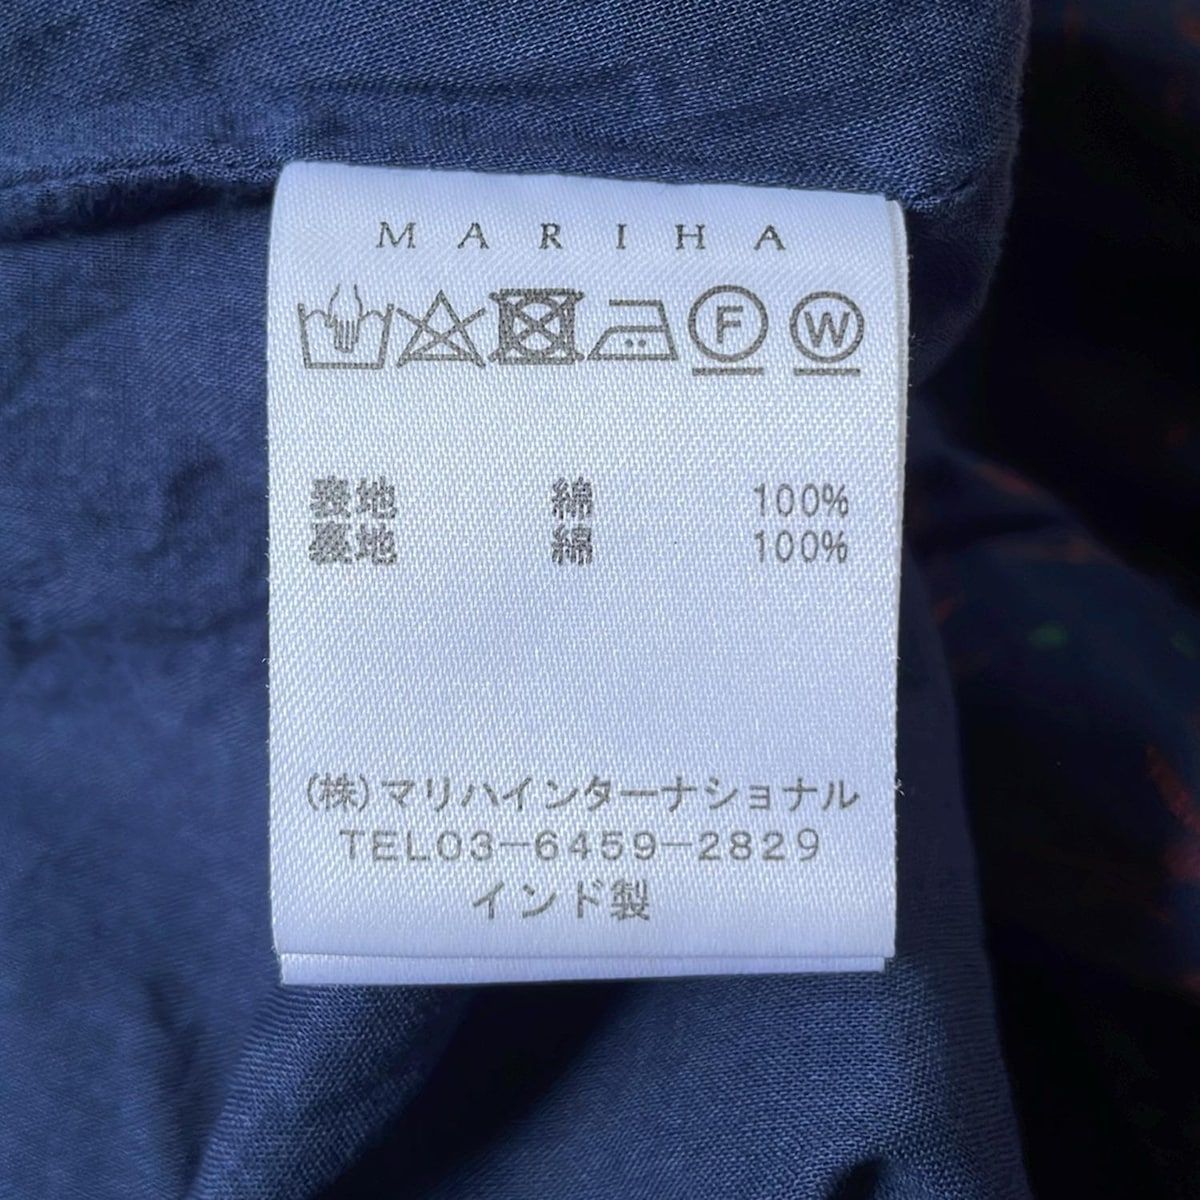 MARIHA
F W
表地 綿 100%
裏地 綿 100%
(株)マリハインターナショナル
TEL03-6459-2829
インド製